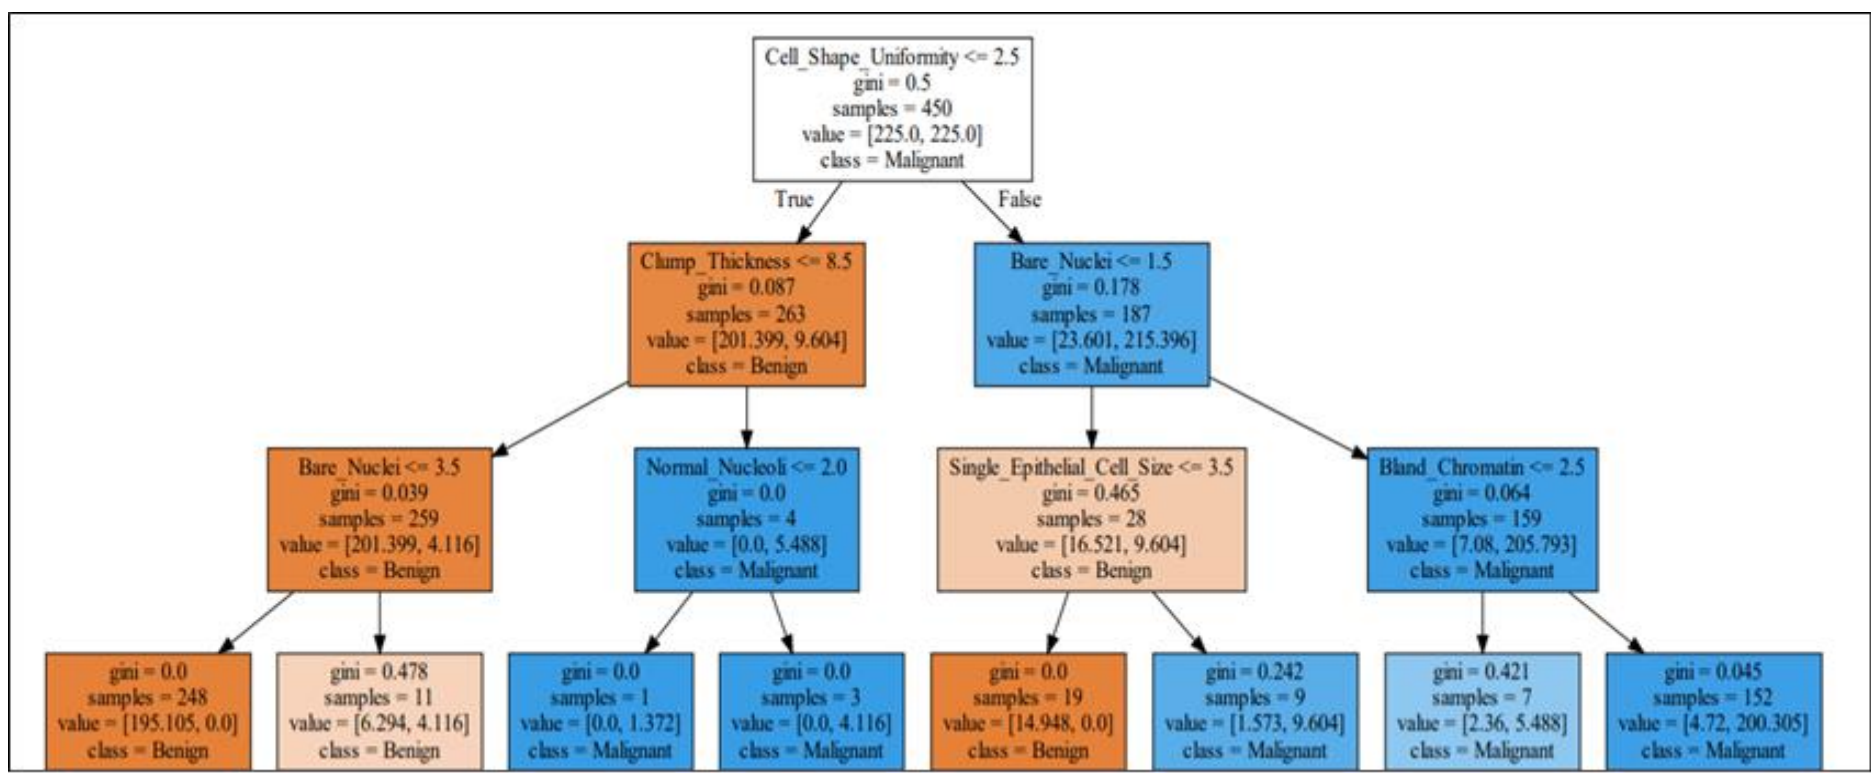 Cell_Shape_Uniformity <= 2.5
gini = 0.5
samples = 450
value = [225.0, 225.0]
class = Malignant
True
False
Clump_Thickness <= 8.5
gini = 0.087
samples = 263
value = [201.399, 9.604]
class = Benign
Bare_Nuclei <= 1.5
gini = 0.178
samples = 187
value = [23.601, 215.396]
class = Malignant
Bare_Nuclei <= 3.5
gini = 0.039
samples = 259
value = [201.399, 4.116]
class = Benign
Normal_Nucleoli <= 2.0
gini = 0.0
samples = 4
value = [0.0, 5.488]
class = Malignant
Single_Epithelial_Cell_Size <= 3.5
gini = 0.465
samples = 28
value = [16.521, 9.604]
class = Benign
Bland_Chromatin <= 2.5
gini = 0.064
samples = 159
value = [7.08, 205.793]
class = Malignant
gini = 0.0
samples = 248
value = [195.105, 0.0]
class = Benign
gini = 0.478
samples = 11
value = [6.294, 4.116]
class = Benign
gini = 0.0
samples = 1
value = [0.0, 1.372]
class = Malignant
gini = 0.0
samples = 3
value = [0.0, 4.116]
class = Malignant
gini = 0.0
samples = 19
value = [14.948, 0.0]
class = Benign
gini = 0.242
samples = 9
value = [1.573, 9.604]
class = Malignant
gini = 0.421
samples = 7
value = [2.36, 5.488]
class = Malignant
gini = 0.045
samples = 152
value = [4.72, 200.305]
class = Malignant